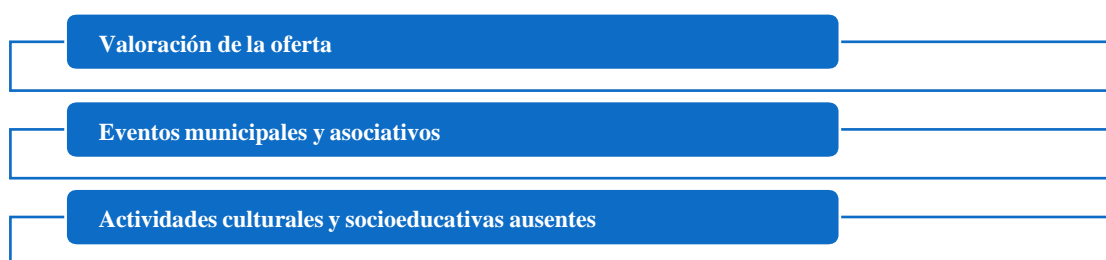 Valoración de la oferta
Eventos municipales y asociativos
Actividades culturales y socioeducativas ausentes